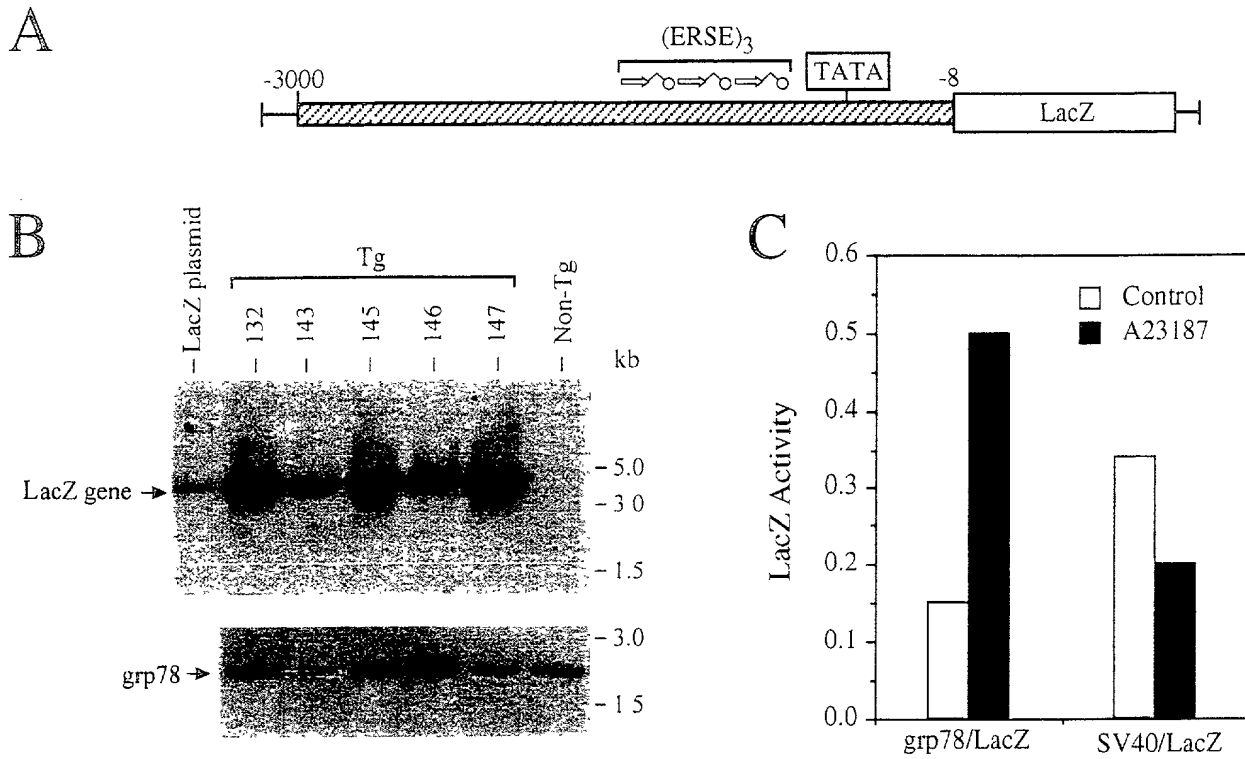 A
(ERSE)3
-3000
TATA
-8
LacZ
B
LacZ plasmid
Tg
132
143
145
146
147
Non-Tg
kb
LacZ gene
- 5.0
- 3 0
- 1 5
grp78
- 3.0
- 1 5
C
LacZ Activity
0.6
0.5
0.4
0.3
0.2
0.1
0.0
Control
A23187
grp78/LacZ
SV40/LacZ